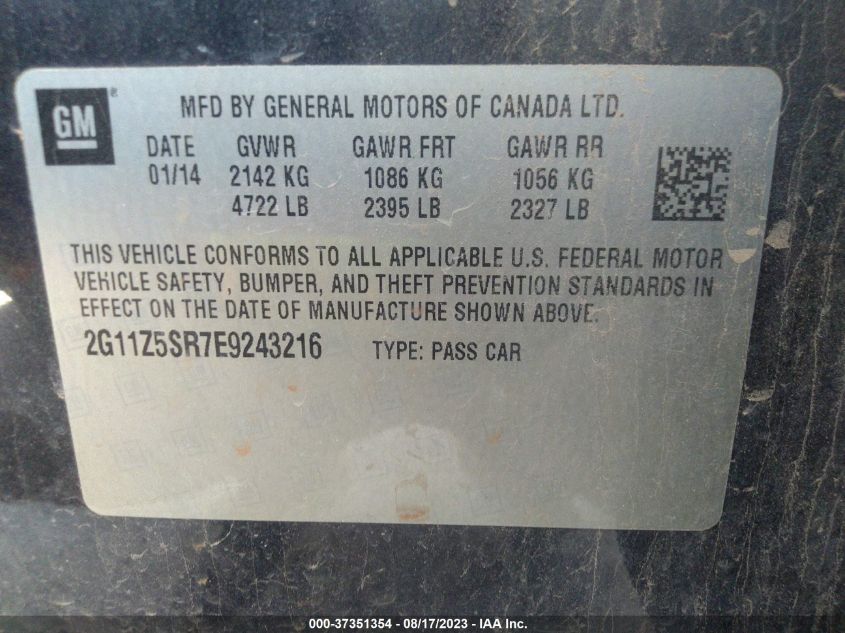 GM®
MFD BY GENERAL MOTORS OF CANADA LTD.
DATE GVWR GAWR FRT GAWR RR
01/14 2142 KG 1086 KG 1056 KG
4722 LB 2395 LB 2327 LB
THIS VEHICLE CONFORMS TO ALL APPLICABLE U.S. FEDERAL MOTOR
VEHICLE SAFETY, BUMPER, AND THEFT PREVENTION STANDARDS IN
EFFECT ON THE DATE OF MANUFACTURE SHOWN ABOVE.
2G11Z5SR7E9243216 TYPE: PASS CAR
000-37351354 - 08/17/2023 - IAA Inc.